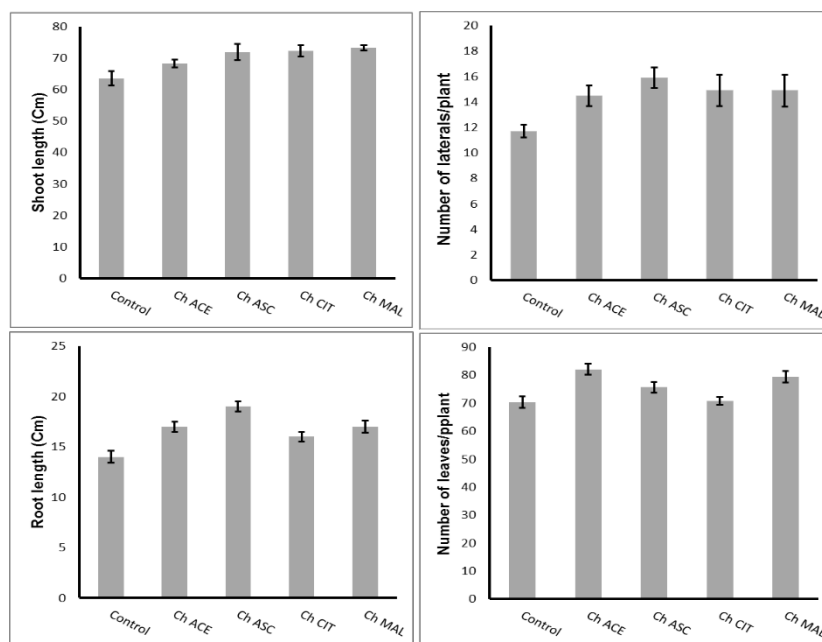 Shoot length (Cm)
80
70
60
50
40
30
20
10
0
Control
Ch ACE
Ch ASC
Ch CIT
Ch MAL
Number of laterals/plant
20
18
16
14
12
10
8
6
4
2
0
Control
Ch ACE
Ch ASC
Ch CIT
Ch MAL
Root length (Cm)
25
20
15
10
5
0
Control
Ch ACE
Ch ASC
Ch CIT
Ch MAL
Number of leaves/pplant
90
80
70
60
50
40
30
20
10
0
Control
Ch ACE
Ch ASC
Ch CIT
Ch MAL